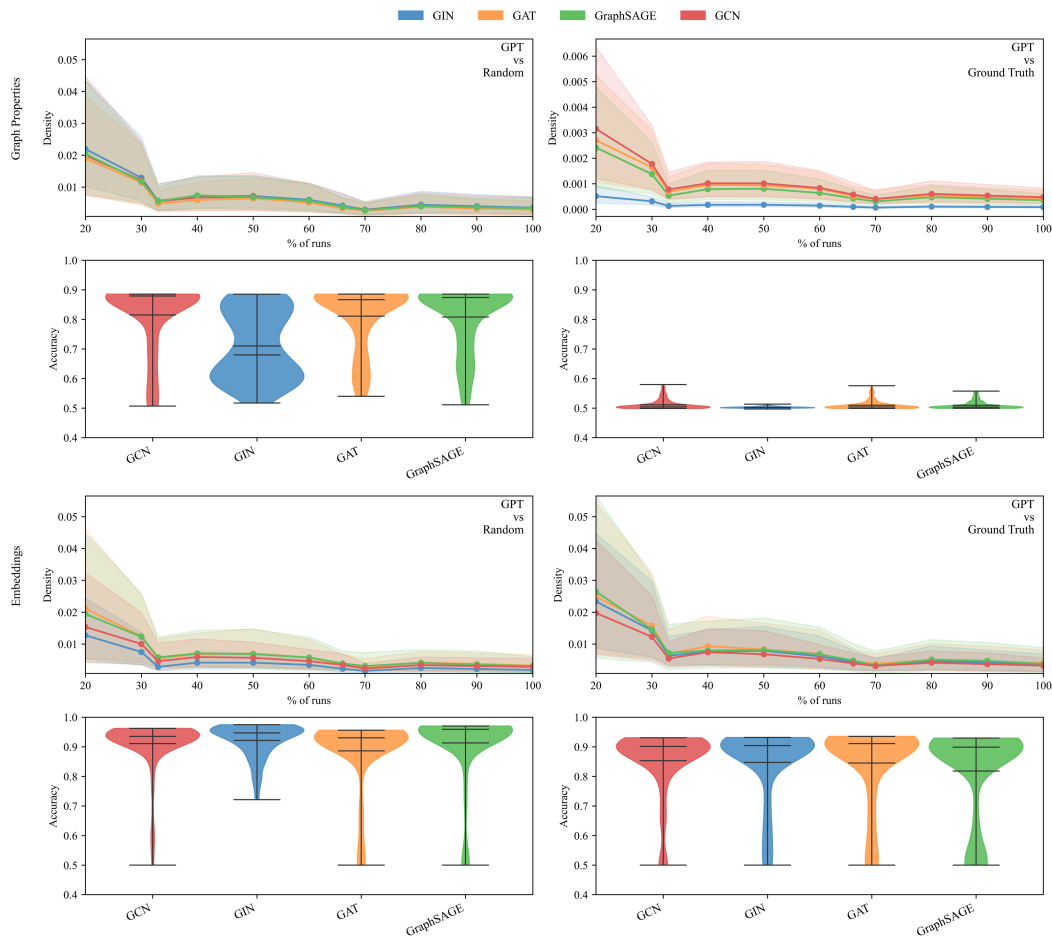 GIN GAT GraphSAGE GCN
Graph Properties
Density
0.05
0.04
0.03
0.02
0.01
GPT
vs
Random
20 30 40 50 60 70 80 90 100
% of runs
Density
0.006
0.005
0.004
0.003
0.002
0.001
0.000
GPT
vs
Ground Truth
20 30 40 50 60 70 80 90 100
% of runs
Accuracy
1.0
0.9
0.8
0.7
0.6
0.5
0.4
GCN GIN GAT GraphSAGE
Accuracy
1.0
0.9
0.8
0.7
0.6
0.5
0.4
GCN GIN GAT GraphSAGE
Embeddings
Density
0.05
0.04
0.03
0.02
0.01
GPT
vs
Random
20 30 40 50 60 70 80 90 100
% of runs
Density
0.05
0.04
0.03
0.02
0.01
GPT
vs
Ground Truth
20 30 40 50 60 70 80 90 100
% of runs
Accuracy
1.0
0.9
0.8
0.7
0.6
0.5
0.4
GCN GIN GAT GraphSAGE
Accuracy
1.0
0.9
0.8
0.7
0.6
0.5
0.4
GCN GIN GAT GraphSAGE